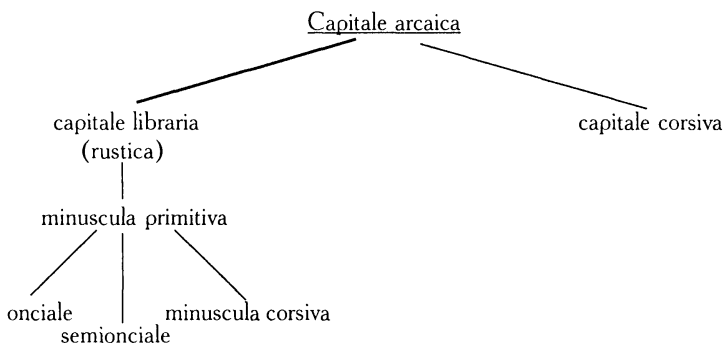 Capitale arcaica
capitale libraria
(rustica)
capitale corsiva
minuscula primitiva
onciale
semionciale
minuscula corsiva